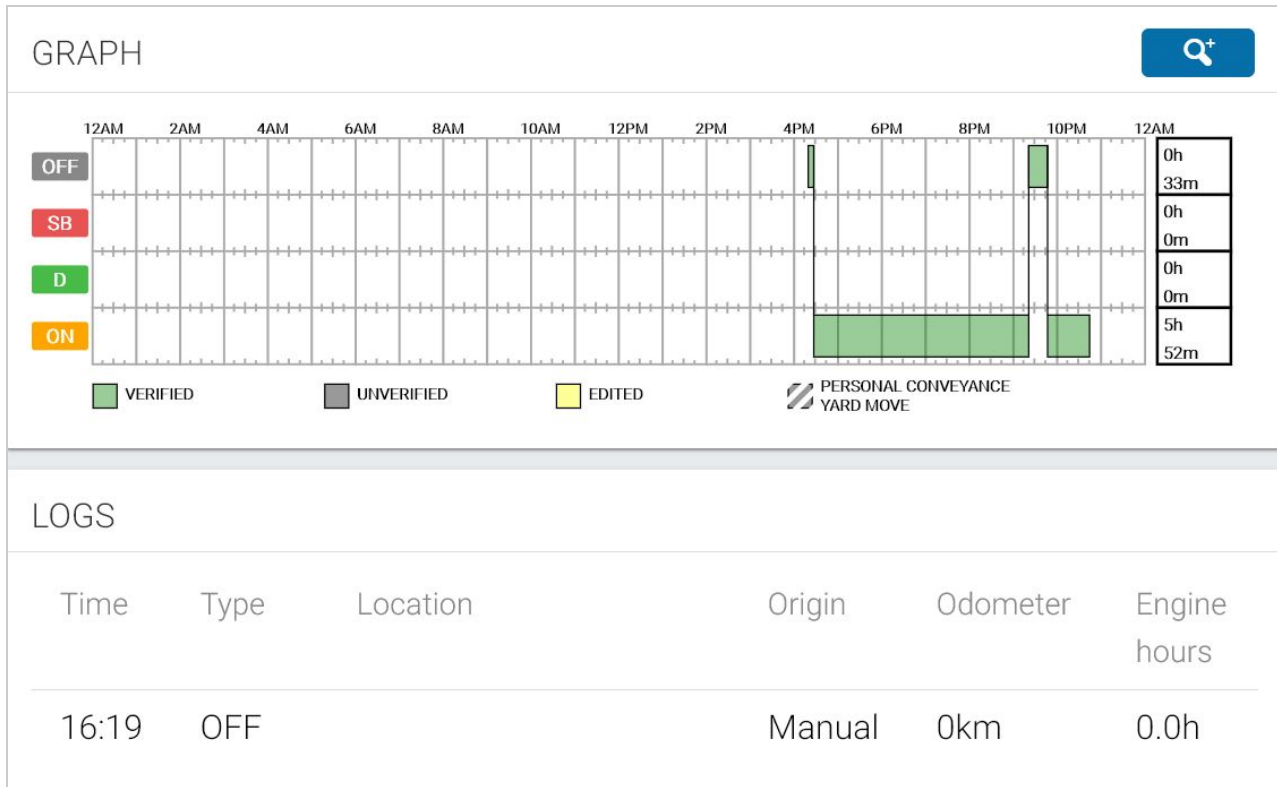 GRAPH
12AM 2AM 4AM 6AM 8AM 10AM 12PM 2PM 4PM 6PM 8PM 10PM 12AM
OFF 0h
33m
SB 0h
0m
D 0h
0m
ON 5h
52m
VERIFIED UNVERIFIED EDITED PERSONAL CONVEYANCE
YARD MOVE
LOGS
Time Type Location Origin Odometer Engine
hours
16:19 OFF Manual 0km 0.0h